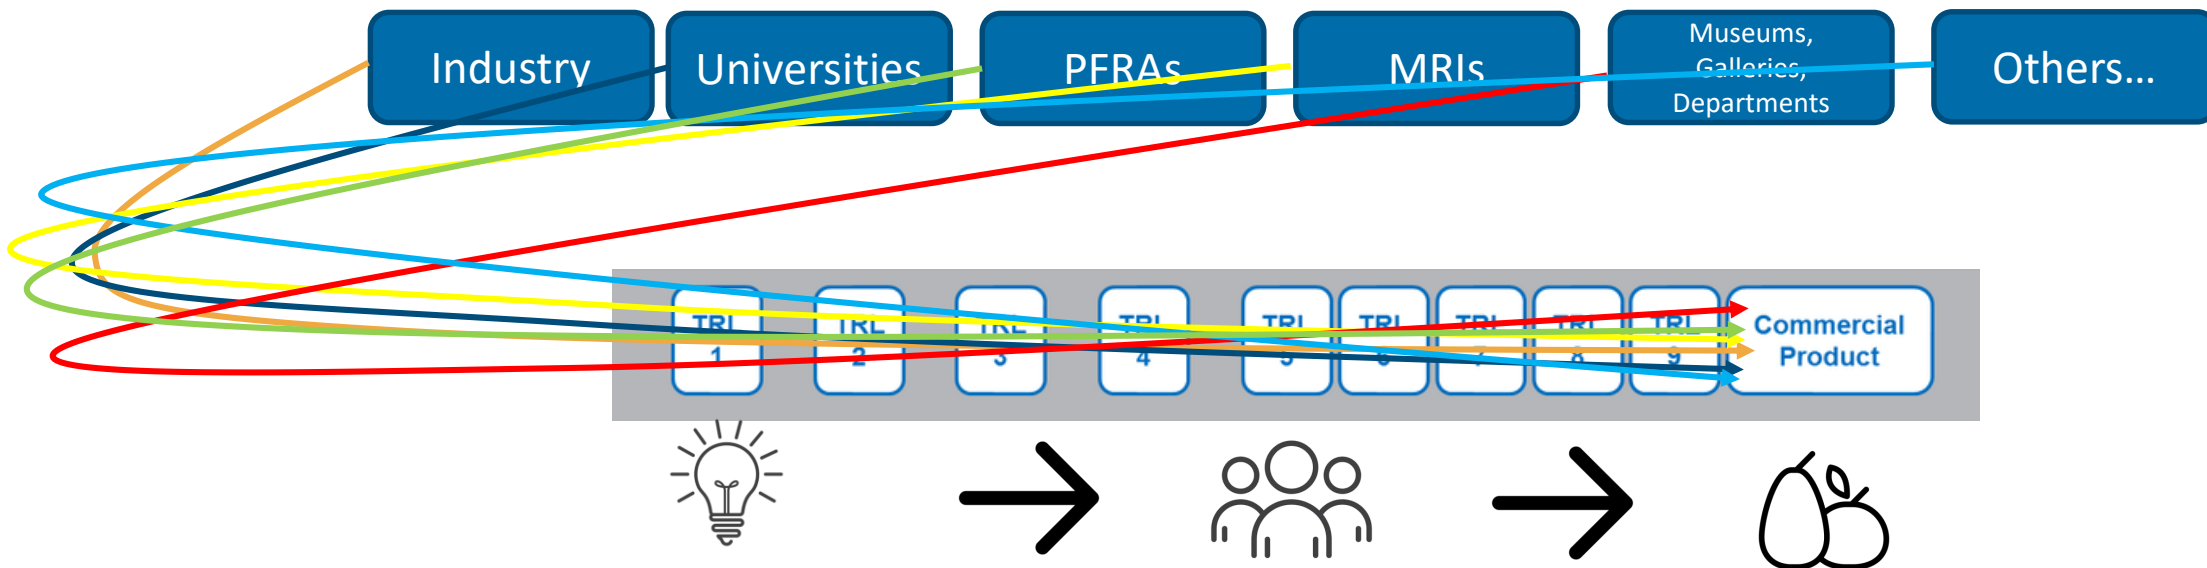 Industry
Universities
PFRAs
MRIs
Museums,
Galleries,
Departments
Others…
TRL
1
TRL
2
TRL
3
TRL
4
TRL
5
TRL
6
TRL
7
TRL
8
TRL
9
Commercial
Product